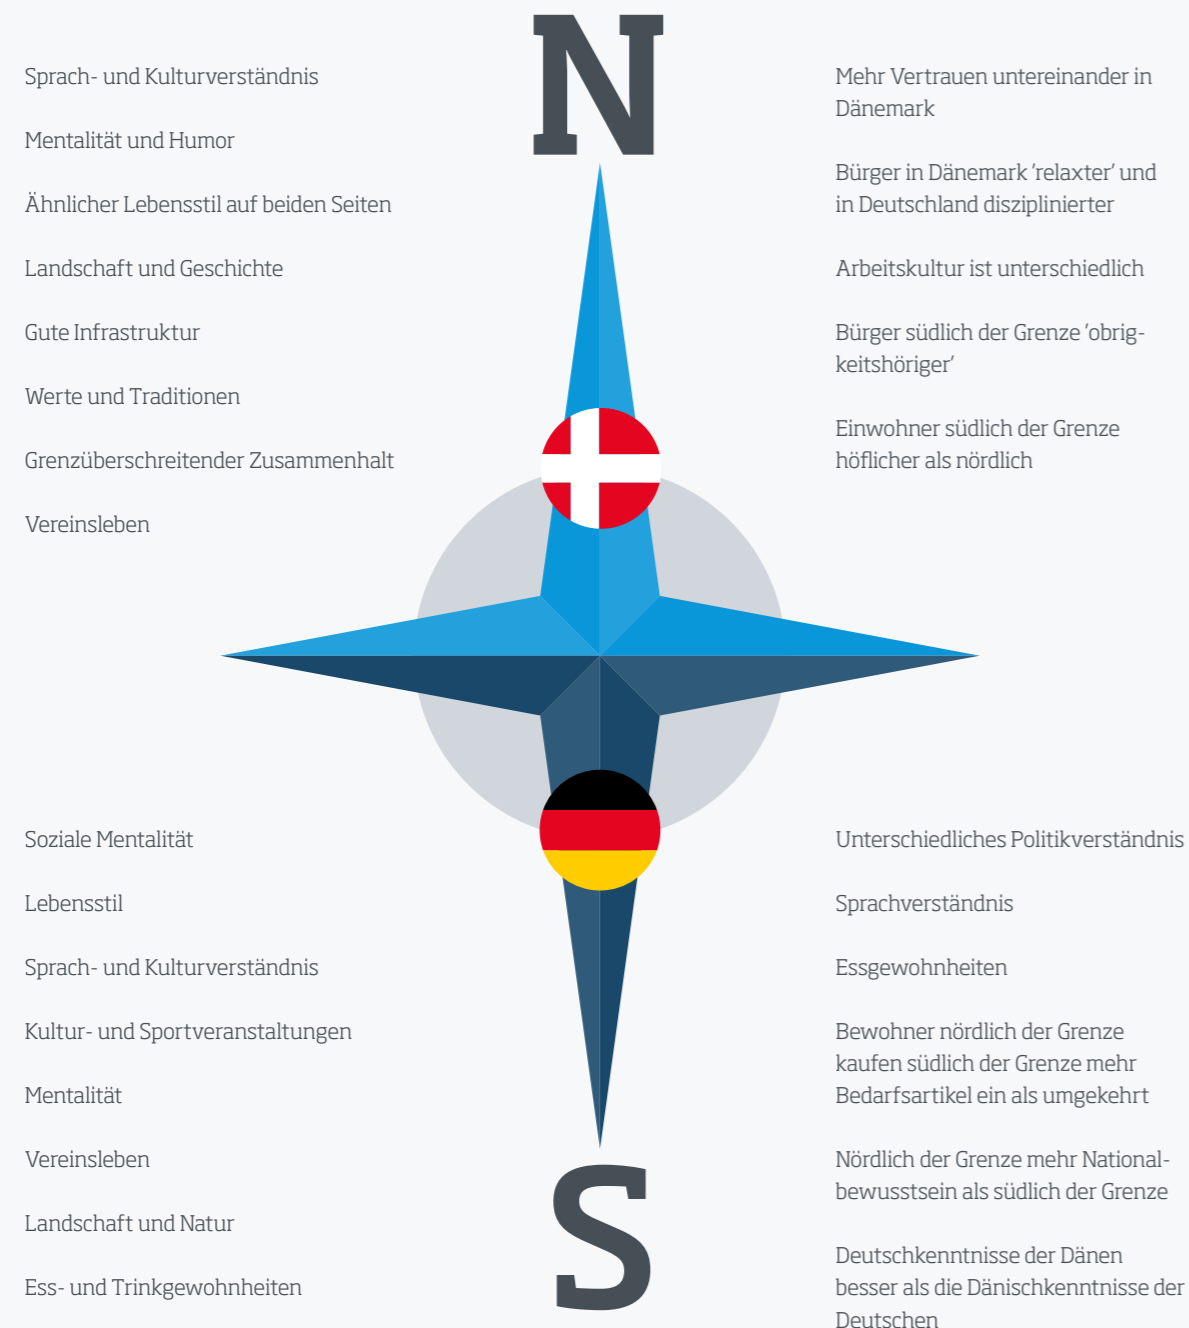 N
Sprach- und Kulturverständnis
Mentalität und Humor
Ähnlicher Lebensstil auf beiden Seiten
Landschaft und Geschichte
Gute Infrastruktur
Werte und Traditionen
Grenzüberschreitender Zusammenhalt
Vereinsleben
Mehr Vertrauen untereinander in
Dänemark
Bürger in Dänemark ’relaxter’ und
in Deutschland disziplinierter
Arbeitskultur ist unterschiedlich
Bürger südlich der Grenze ’obrig-
keitshöriger’
Einwohner südlich der Grenze
höflicher als nördlich
Soziale Mentalität
Lebensstil
Sprach- und Kulturverständnis
Kultur- und Sportveranstaltungen
Mentalität
Vereinsleben
Landschaft und Natur
Ess- und Trinkgewohnheiten
Unterschiedliches Politikverständnis
Sprachverständnis
Essgewohnheiten
Bewohner nördlich der Grenze
kaufen südlich der Grenze mehr
Bedarfsartikel ein als umgekehrt
Nördlich der Grenze mehr National-
bewusstsein als südlich der Grenze
Deutschkenntnisse der Dänen
besser als die Dänischkenntnisse der
Deutschen
S